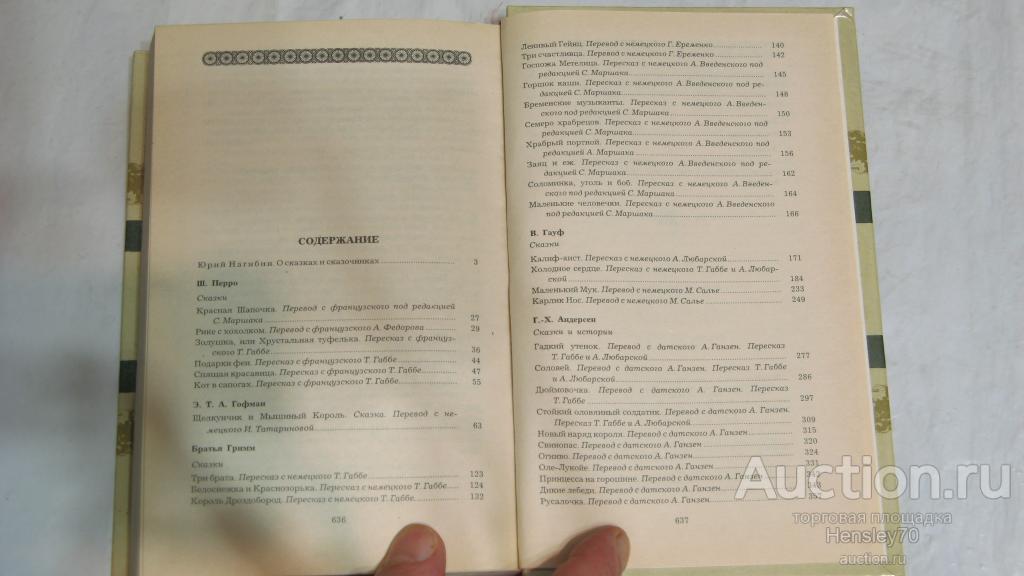 СОДЕРЖАНИЕ
Юрий Нагибин. О сказках и сказочниках 3
Ш. Перро
Сказки
Красная Шапочка. Перевод с французского под редакцией
С. Маршака 27
Рике с хохолком. Перевод с французского А. Федорова 29
Золушка, или Хрустальная туфелька. Пересказ с француз-
ского Т. Габбе 36
Подарки феи. Пересказ с французского Т. Габбе 44
Спящая красавица. Пересказ с французского Т. Габбе 47
Кот в сапогах. Пересказ с французского Т. Габбе 55
Э. Т. А. Гофман
Щелкунчик и Мышиный Король. Сказка. Перевод с не-
мецкого И. Татариновой 63
Братья Гримм
Сказки
Три брата. Пересказ с немецкого Т. Габбе 123
Белоснежка и Краснозорька. Пересказ с немецкого Т. Габбе 124
Король Дроздобород. Пересказ с немецкого Т. Габбе 132
636
Ленивый Гейнц. Перевод с немецкого Г. Еременко 140
Три счастливца. Перевод с немецкого Г. Еременко 142
Госпожа Метелица. Пересказ с немецкого А. Введенского под
редакцией С. Маршака 145
Горшок каши. Пересказ с немецкого А. Введенского под ре-
дакцией С. Маршака 148
Бременские музыканты. Пересказ с немецкого А. Введен-
ского под редакцией С. Маршака 150
Семеро храбрецов. Пересказ с немецкого А. Введенского под
редакцией С. Маршака 153
Храбрый портной. Пересказ с немецкого А. Введенского под
редакцией А. Маршака 156
Заяц и еж. Пересказ с немецкого А. Введенского под
редакцией С. Маршака 162
Соломинка, уголь и боб. Пересказ с немецкого А. Введен-
ского под редакцией С. Маршака 164
Маленькие человечки. Пересказ с немецкого А. Введенского
под редакцией С. Маршака 166
В. Гауф
Сказки
Калиф-аист. Пересказ с немецкого А. Любарской 171
Холодное сердце. Пересказ с немецкого Т. Габбе и А. Любар-
ской 184
Маленький Мук. Перевод с немецкого М. Салье 233
Карлик Нос. Перевод с немецкого М. Салье 249
Г.-Х. Андерсен
Сказки и истории
Гадкий утенок. Перевод с датского А. Ганзен. Пересказ
Т. Габбе и А. Любарской 277
Соловей. Перевод с датского А. Ганзен. Пересказ Т. Габбе
и А. Любарской 286
Дюймовочка. Перевод с датского А. Ганзен. Пересказ
Т. Габбе 297
Стойкий оловянный солдатик. Перевод с датского А. Ганзен.
Пересказ Т. Габбе и А. Любарской 309
Новый наряд короля. Перевод с датского А. Ганзен 315
Свинопас. Перевод с датского А. Ганзен 320
Огниво. Перевод с датского А. Ганзен 324
Оле-Лукойе. Перевод с датского А. Ганзен 331
Принцесса на горошине. Перевод с датского А. Ганзен
Дикие лебеди. Перевод с датского А. Ганзен
Русалочка. Перевод с датского А. Ганзен 357
637
Auction.ru
торговая площадка
Hensley70
auction.ru